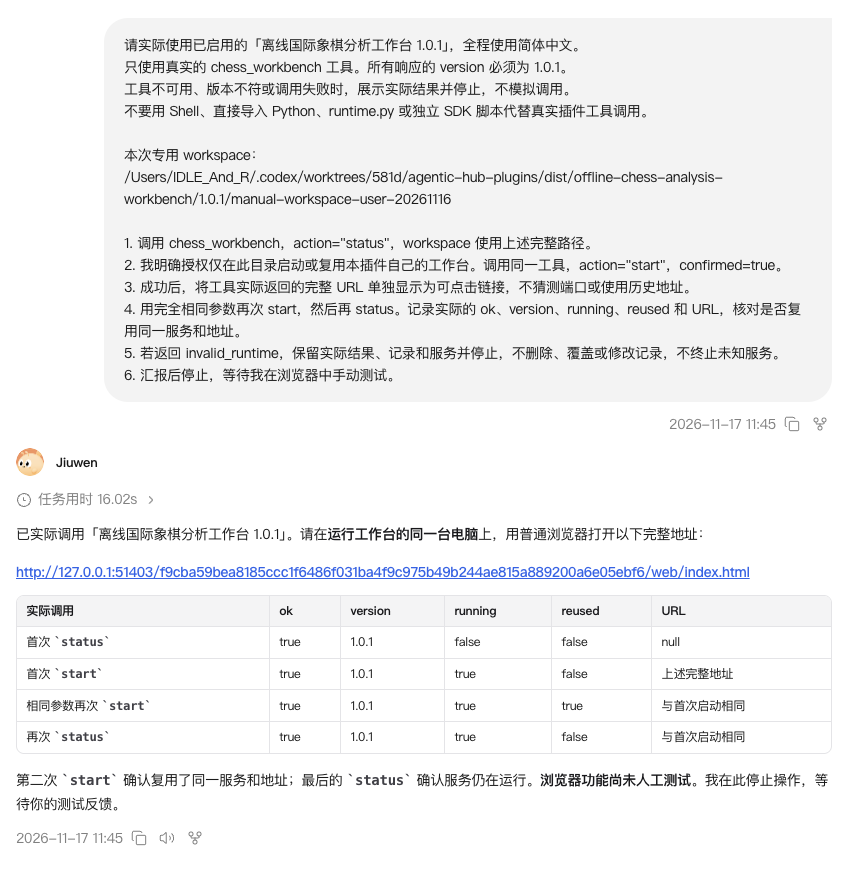 请实际使用已启用的「离线国际象棋分析工作台 1.0.1」，全程使用简体中文。
只使用真实的 chess_workbench 工具。所有响应的 version 必须为 1.0.1。
工具不可用、版本不符或调用失败时，展示实际结果并停止，不模拟调用。
不要用 Shell、直接导入 Python、runtime.py 或独立 SDK 脚本代替真实插件工具调用。
本次专用 workspace：
/Users/IDLE_And_R/.codex/worktrees/581d/agentic-hub-plugins/dist/offline-chess-analysis-
workbench/1.0.1/manual-workspace-user-20261116
1. 调用 chess_workbench，action="status"，workspace 使用上述完整路径。
2. 我明确授权仅在此目录启动或复用本插件自己的工作台。调用同一工具，action="start"，confirmed=true。
3. 成功后，将工具实际返回的完整 URL 单独显示为可点击链接，不猜测端口或使用历史地址。
4. 用完全相同参数再次 start，然后再 status。记录实际的 ok、version、running、reused 和 URL，核对是否复
用同一服务和地址。
5. 若返回 invalid_runtime，保留实际结果、记录和服务并停止，不删除、覆盖或修改记录，不终止未知服务。
6. 汇报后停止，等待我在浏览器中手动测试。
2026-11-17 11:45
Jiuwen
任务用时 16.02s
已实际调用「离线国际象棋分析工作台 1.0.1」。请在运行工作台的同一台电脑上，用普通浏览器打开以下完整地址：
http://127.0.0.1:51403/f9cba59bea8185ccc1f6486f031ba4f9c975b49b244ae815a889200a6e05ebf6/web/index.html
实际调用 ok version running reused URL
首次 `status` true 1.0.1 false false null
首次 `start` true 1.0.1 true false 上述完整地址
相同参数再次 `start` true 1.0.1 true true 与首次启动相同
再次 `status` true 1.0.1 true false 与首次启动相同
第二次 `start` 确认复用了同一服务和地址；最后的 `status` 确认服务仍在运行。浏览器功能尚未人工测试。我在此停止操作，等
待你的测试反馈。
2026-11-17 11:45